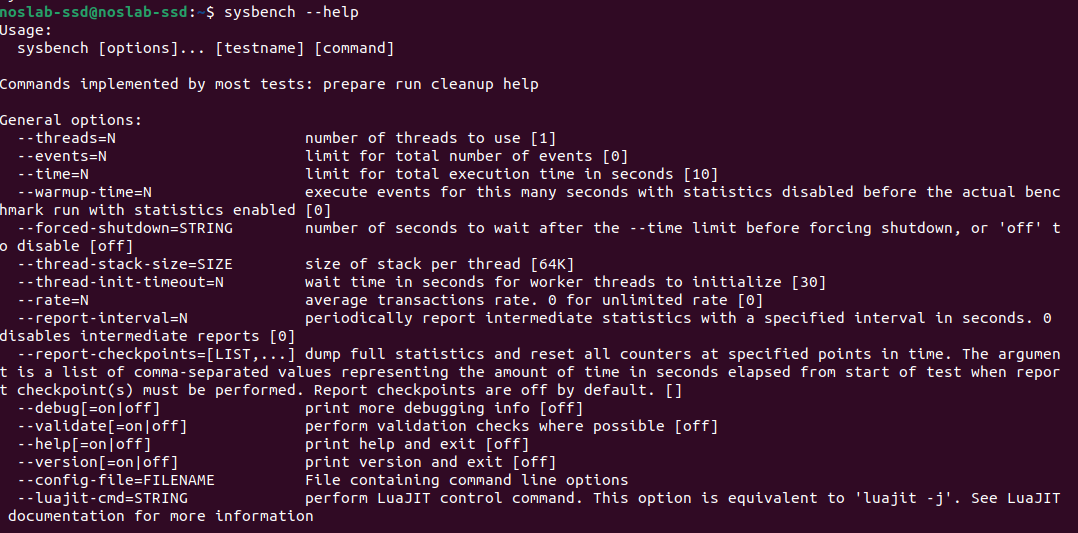 noslab-ssd@noslab-ssd:~$ sysbench --help
Usage:
  sysbench [options]... [testname] [command]

Commands implemented by most tests: prepare run cleanup help

General options:
  --threads=N                     number of threads to use [1]
  --events=N                      limit for total number of events [0]
  --time=N                        limit for total execution time in seconds [10]
  --warmup-time=N                 execute events for this many seconds with statistics disabled before the actual benc
hmark run with statistics enabled [0]
  --forced-shutdown=STRING        number of seconds to wait after the --time limit before forcing shutdown, or 'off' t
o disable [off]
  --thread-stack-size=SIZE        size of stack per thread [64K]
  --thread-init-timeout=N         wait time in seconds for worker threads to initialize [30]
  --rate=N                        average transactions rate. 0 for unlimited rate [0]
  --report-interval=N             periodically report intermediate statistics with a specified interval in seconds. 0
disables intermediate reports [0]
  --report-checkpoints=[LIST,...] dump full statistics and reset all counters at specified points in time. The argumen
t is a list of comma-separated values representing the amount of time in seconds elapsed from start of test when repor
t checkpoint(s) must be performed. Report checkpoints are off by default. []
  --debug[=on|off]                print more debugging info [off]
  --validate[=on|off]             perform validation checks where possible [off]
  --help[=on|off]                 print help and exit [off]
  --version[=on|off]              print version and exit [off]
  --config-file=FILENAME          File containing command line options
  --luajit-cmd=STRING             perform LuaJIT control command. This option is equivalent to 'luajit -j'. See LuaJIT
 documentation for more information